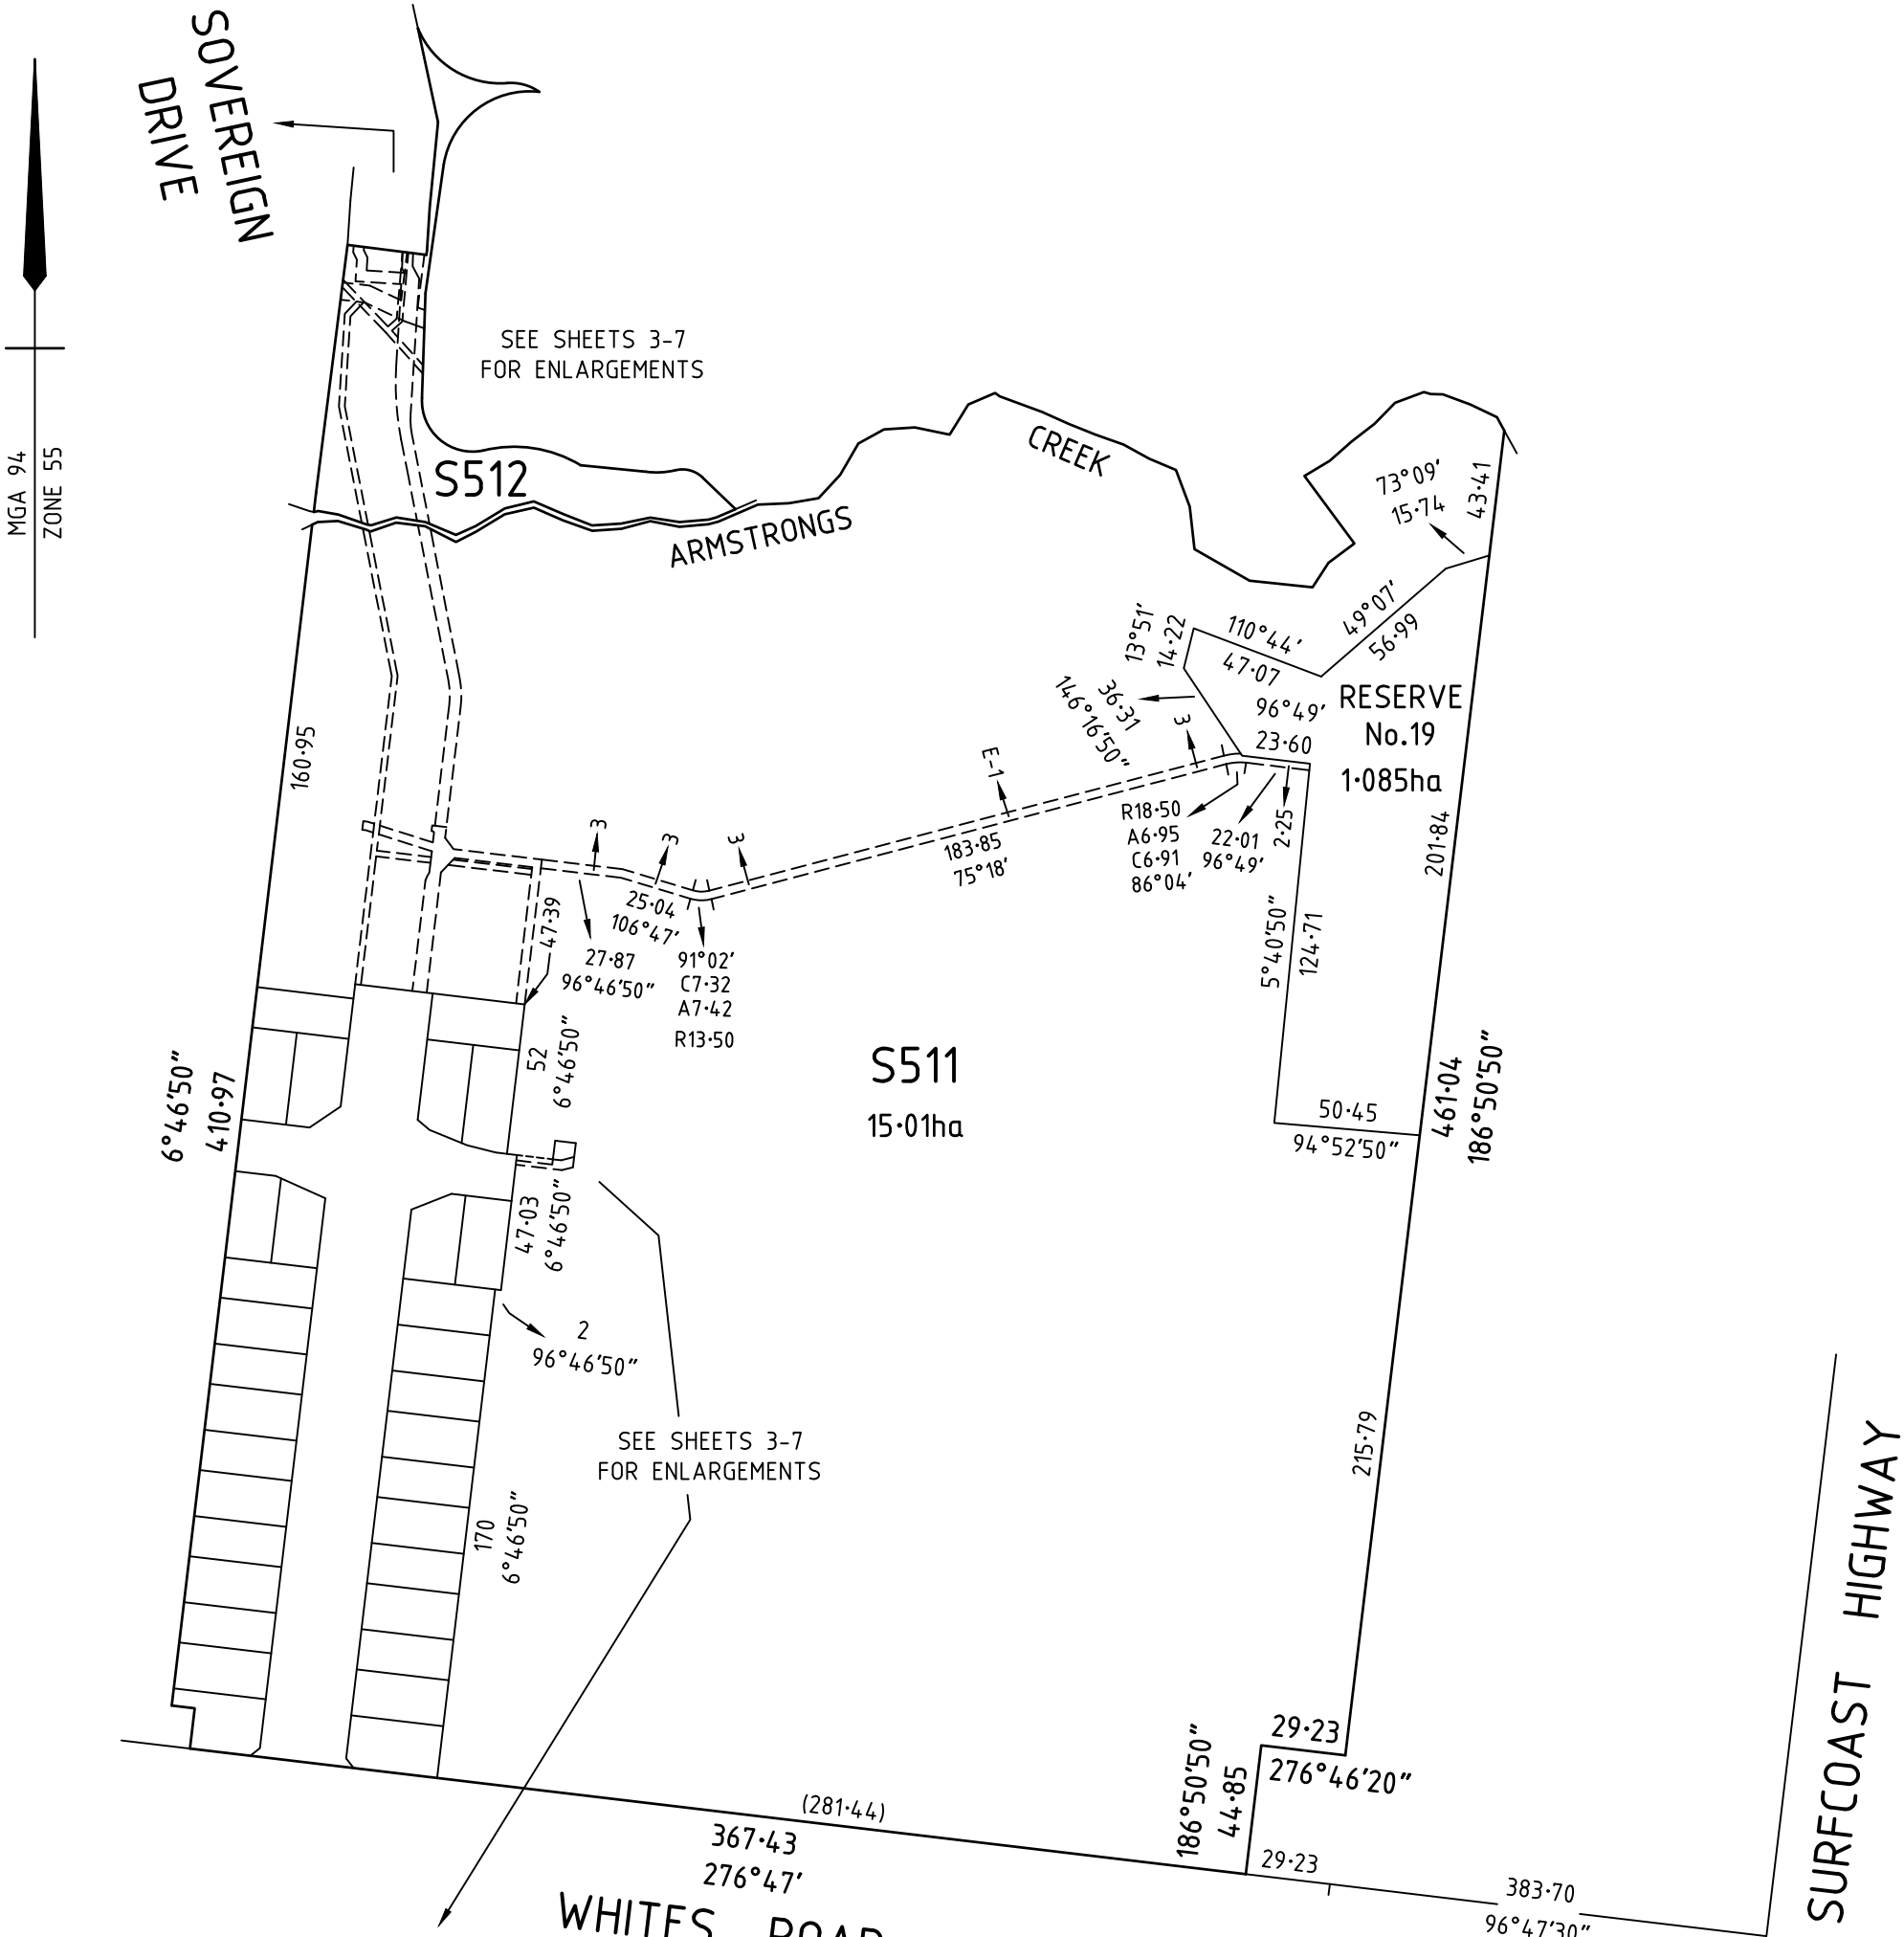 SOVEREIGN
DRIVE
MGA 94
ZONE 55
SEE SHEETS 3-7
FOR ENLARGEMENTS
S512
CREEK
ARMSTRONGS
73°09'
15·74
43·41
49°07'
56·99
110°44'
47·07
13°51'
14·22
36·31
146°16'50"
96°49'
23·60
RESERVE
No.19
1·085ha
3
E-1
160·95
3
3
3
183·85
75°18'
R18·50
A6·95
C6·91
86°04'
22·01
96°49'
2·25
201·84
47·39
25·04
106°47'
27·87
96°46'50"
91°02'
C7·32
A7·42
R13·50
5°40'50"
124·71
52
6°46'50"
S511
15·01ha
6°46'50"
410·97
50·45
94°52'50"
461·04
186°50'50"
47·03
6°46'50"
2
96°46'50"
SEE SHEETS 3-7
FOR ENLARGEMENTS
215·79
170
6°46'50"
SURFCOAST HIGHWAY
29·23
276°46'20"
186°50'50"
44·85
(281·44)
367·43
276°47'
29·23
383·70
96°47'30"
WHITES ROAD